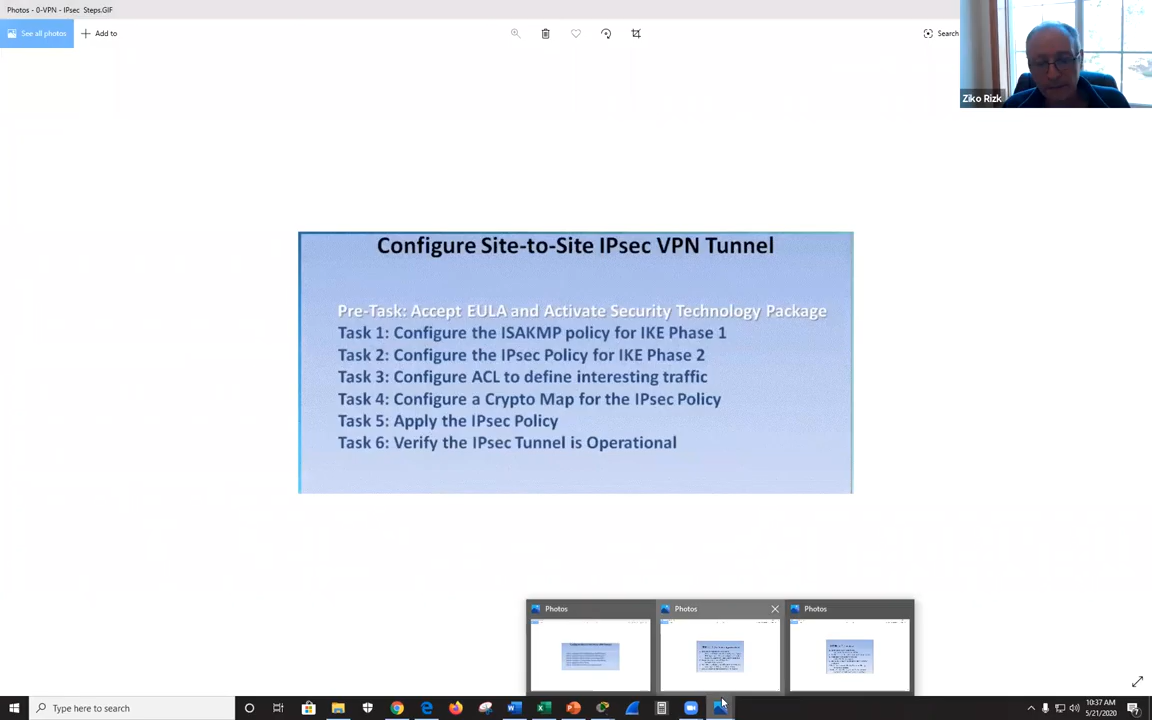 Photos - 0-VPN - IPsec Steps.GIF
See all photos
Add to
Search
Ziko Rizk
Configure Site-to-Site IPsec VPN Tunnel
Pre-Task: Accept EULA and Activate Security Technology Package
Task 1: Configure the ISAKMP policy for IKE Phase 1
Task 2: Configure the IPsec Policy for IKE Phase 2
Task 3: Configure ACL to define interesting traffic
Task 4: Configure a Crypto Map for the IPsec Policy
Task 5: Apply the IPsec Policy
Task 6: Verify the IPsec Tunnel is Operational
Photos
Photos
Photos
Type here to search
10:37 AM
5/21/2020